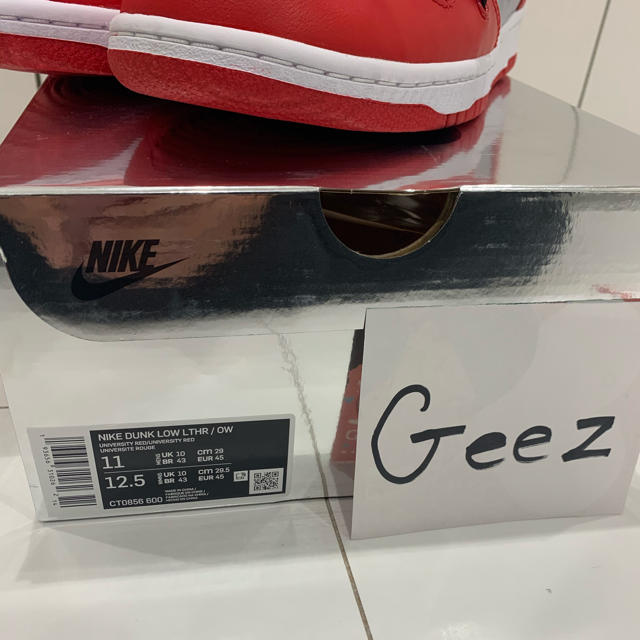 NIKE
NIKE DUNK LOW LTHR / OW
UNIVERSITY RED/UNIVERSITY RED
UNIVERSITE ROUGE
11 UK 10 cm 29
BR 43 EUR 45
12.5 UK 10 cm 29.5
BR 43 EUR 45
CT0856 600
Geez